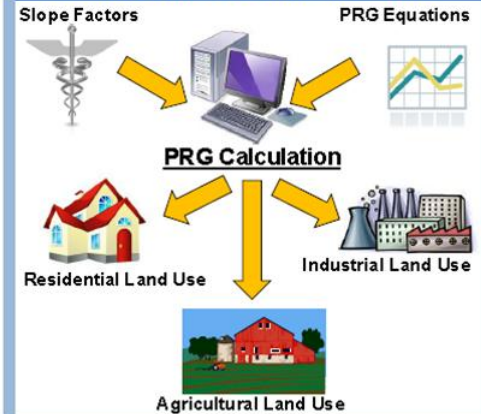 Slope Factors
PRG Equations
PRG Calculation
Residential Land Use
Industrial Land Use
Agricultural Land Use